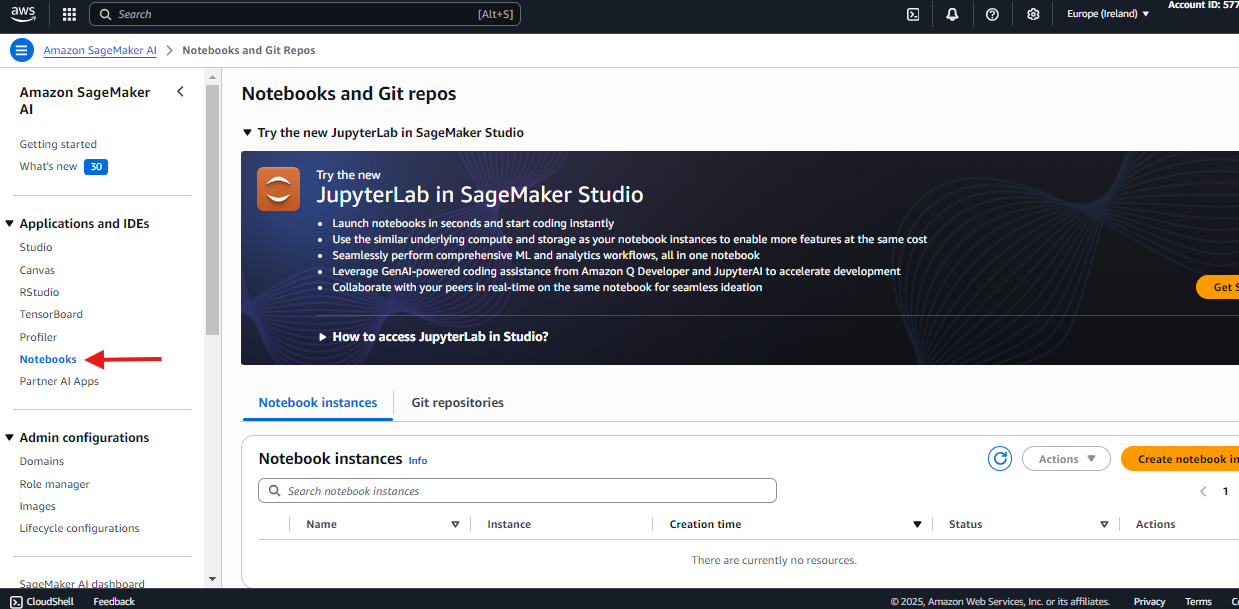 aws
Search
[Alt+S]
Europe (Ireland)
Account ID: 577
Amazon SageMaker AI
Notebooks and Git Repos
Amazon SageMaker
AI
Getting started
What's new 30
Applications and IDEs
Studio
Canvas
RStudio
TensorBoard
Profiler
Notebooks
Partner AI Apps
Admin configurations
Domains
Role manager
Images
Lifecycle configurations
SageMaker AI dashboard
Notebooks and Git repos
Try the new JupyterLab in SageMaker Studio
Try the new
JupyterLab in SageMaker Studio
Launch notebooks in seconds and start coding instantly
Use the similar underlying compute and storage as your notebook instances to enable more features at the same cost
Seamlessly perform comprehensive ML and analytics workflows, all in one notebook
Leverage GenAI-powered coding assistance from Amazon Q Developer and JupyterAI to accelerate development
Collaborate with your peers in real-time on the same notebook for seamless ideation
Get S
How to access JupyterLab in Studio?
Notebook instances
Git repositories
Notebook instances Info
Actions
Create notebook in
Search notebook instances
1
Name
Instance
Creation time
Status
Actions
There are currently no resources.
CloudShell
Feedback
© 2025, Amazon Web Services, Inc. or its affiliates.
Privacy
Terms
C